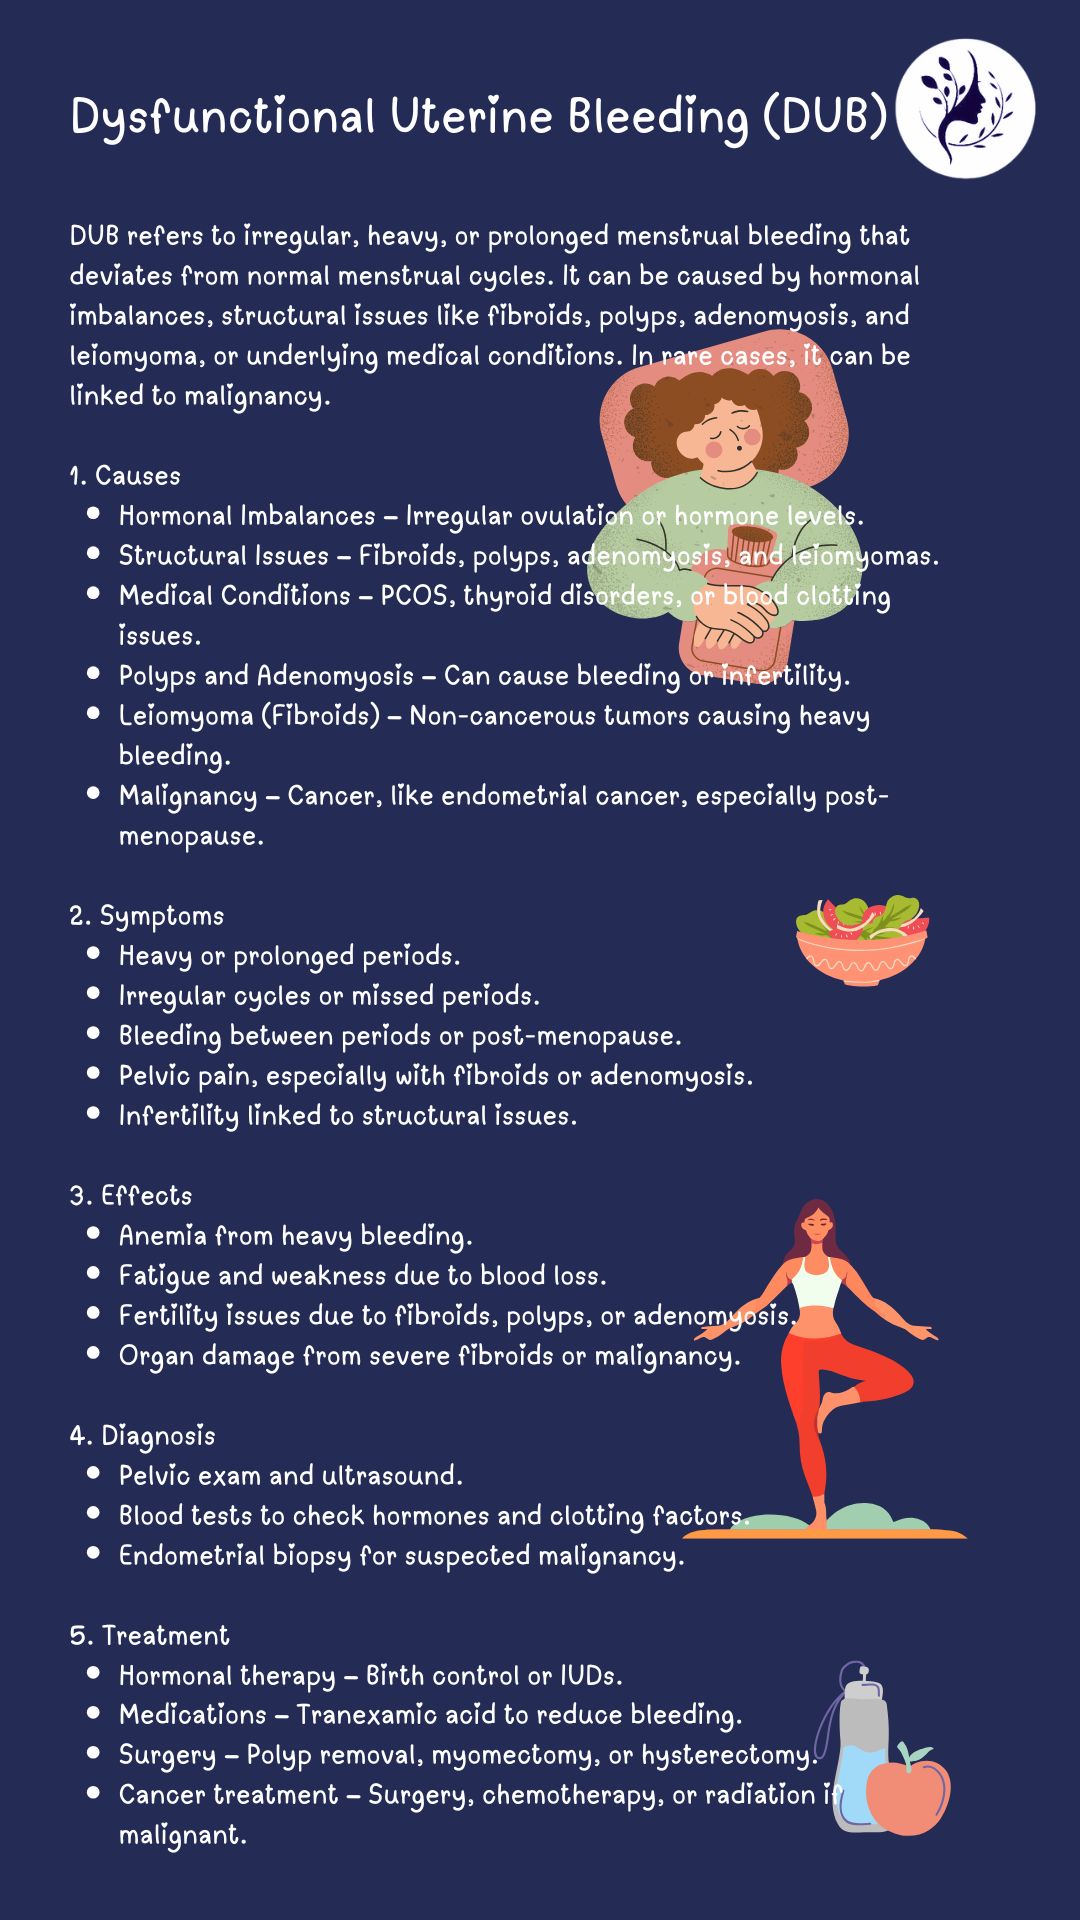 Dysfunctional Uterine Bleeding (DUB)
DUB refers to irregular, heavy, or prolonged menstrual bleeding that
deviates from normal menstrual cycles. It can be caused by hormonal
imbalances, structural issues like fibroids, polyps, adenomyosis, and
leiomyoma, or underlying medical conditions. In rare cases, it can be
linked to malignancy.
1. Causes
• Hormonal Imbalances – Irregular ovulation or hormone levels.
• Structural Issues – Fibroids, polyps, adenomyosis, and leiomyomas.
• Medical Conditions – PCOS, thyroid disorders, or blood clotting
issues.
• Polyps and Adenomyosis – Can cause bleeding or infertility.
• Leiomyoma (Fibroids) – Non-cancerous tumors causing heavy
bleeding.
• Malignancy – Cancer, like endometrial cancer, especially post-
menopause.
2. Symptoms
• Heavy or prolonged periods.
• Irregular cycles or missed periods.
• Bleeding between periods or post-menopause.
• Pelvic pain, especially with fibroids or adenomyosis.
• Infertility linked to structural issues.
3. Effects
• Anemia from heavy bleeding.
• Fatigue and weakness due to blood loss.
• Fertility issues due to fibroids, polyps, or adenomyosis.
• Organ damage from severe fibroids or malignancy.
4. Diagnosis
• Pelvic exam and ultrasound.
• Blood tests to check hormones and clotting factors.
• Endometrial biopsy for suspected malignancy.
5. Treatment
• Hormonal therapy – Birth control or IUDs.
• Medications – Tranexamic acid to reduce bleeding.
• Surgery – Polyp removal, myomectomy, or hysterectomy.
• Cancer treatment – Surgery, chemotherapy, or radiation if
malignant.